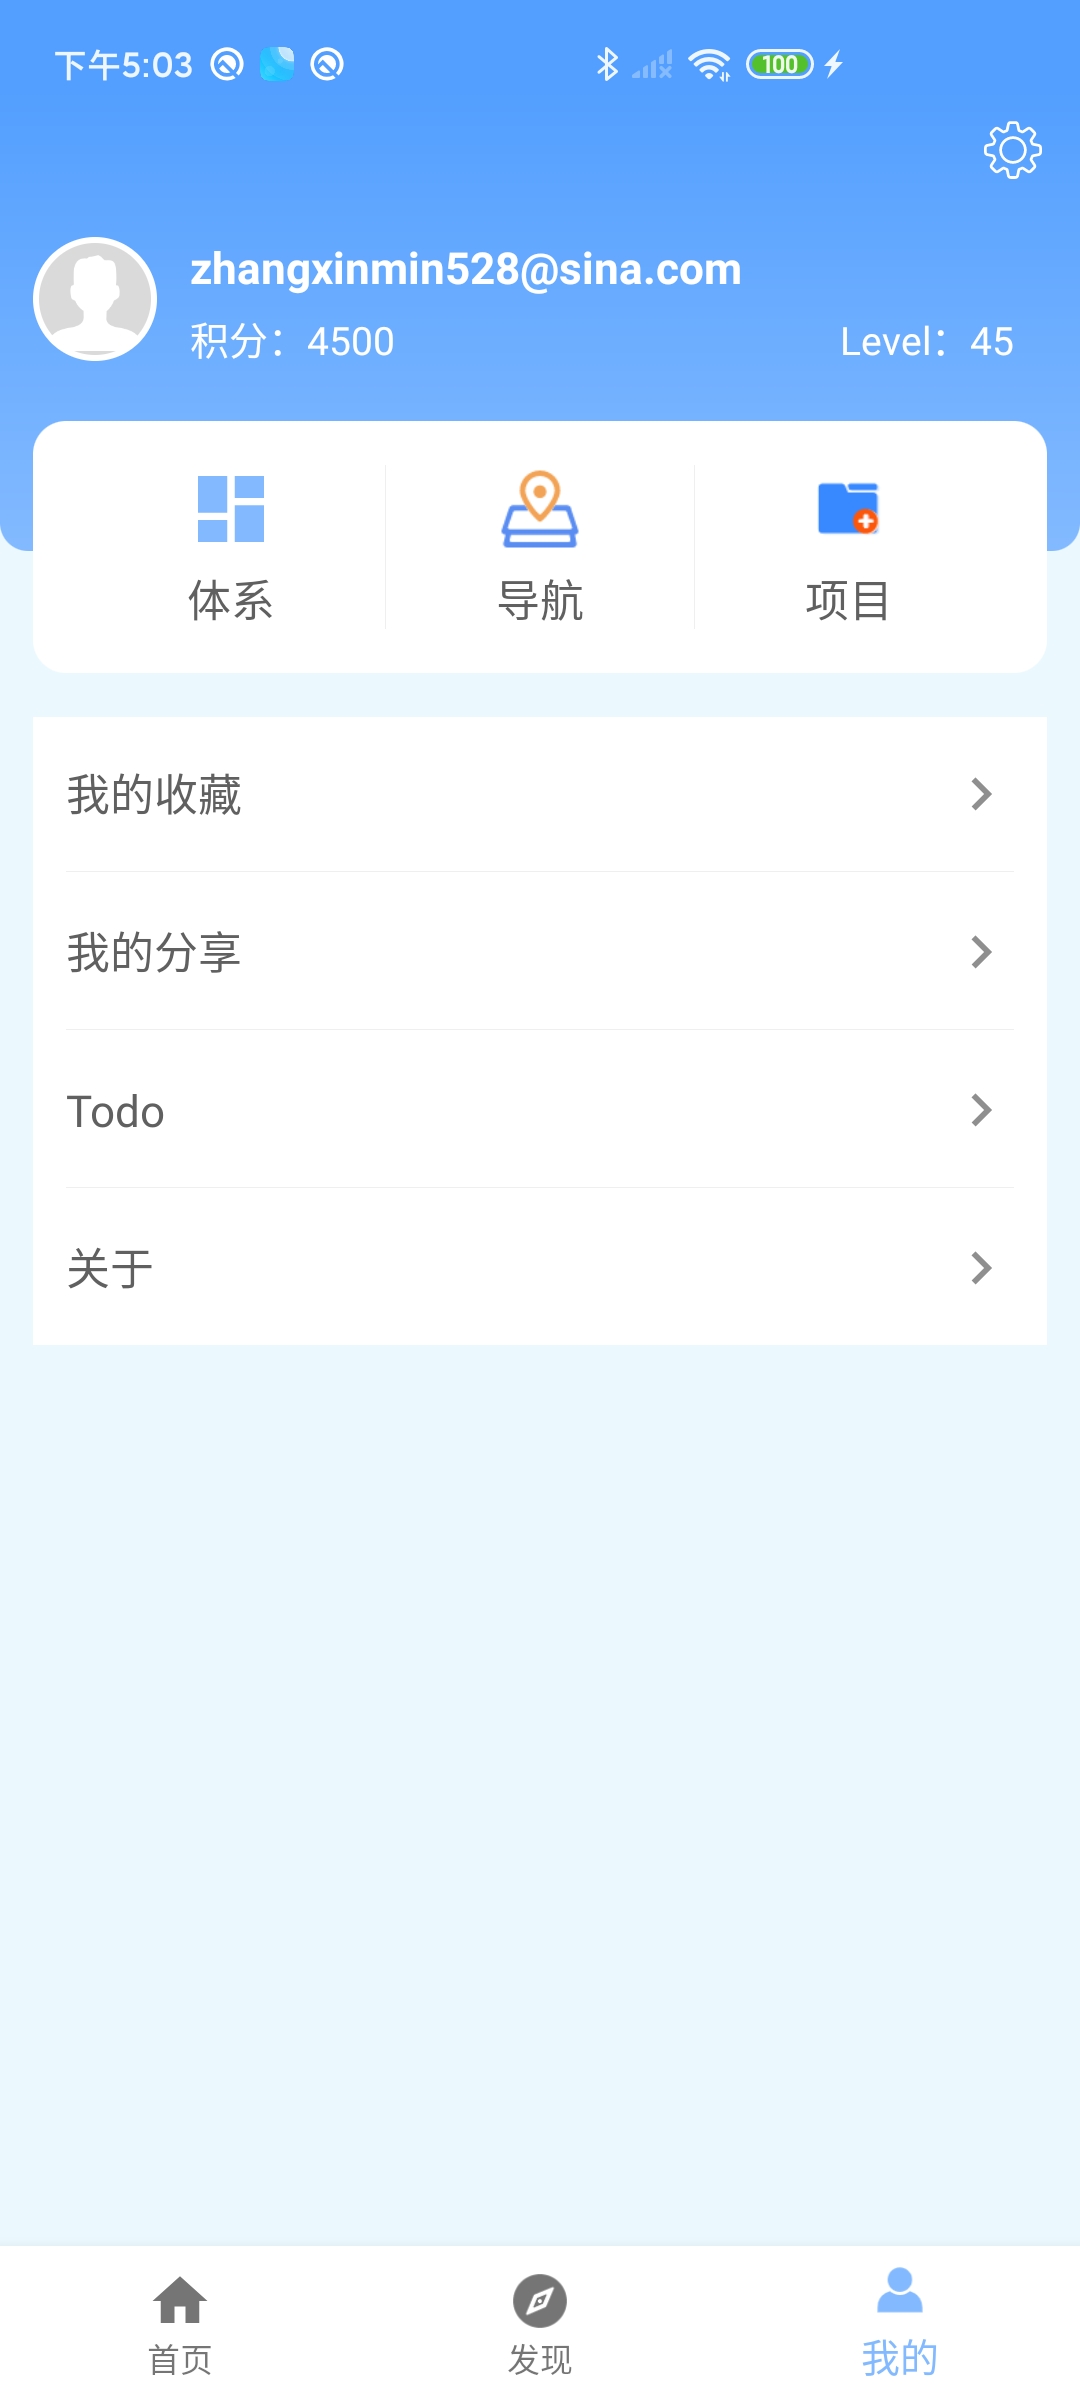 下午5:03
100
zhangxinmin528@sina.com
积分：4500
Level：45
体系
导航
项目
我的收藏
我的分享
Todo
关于
首页
发现
我的